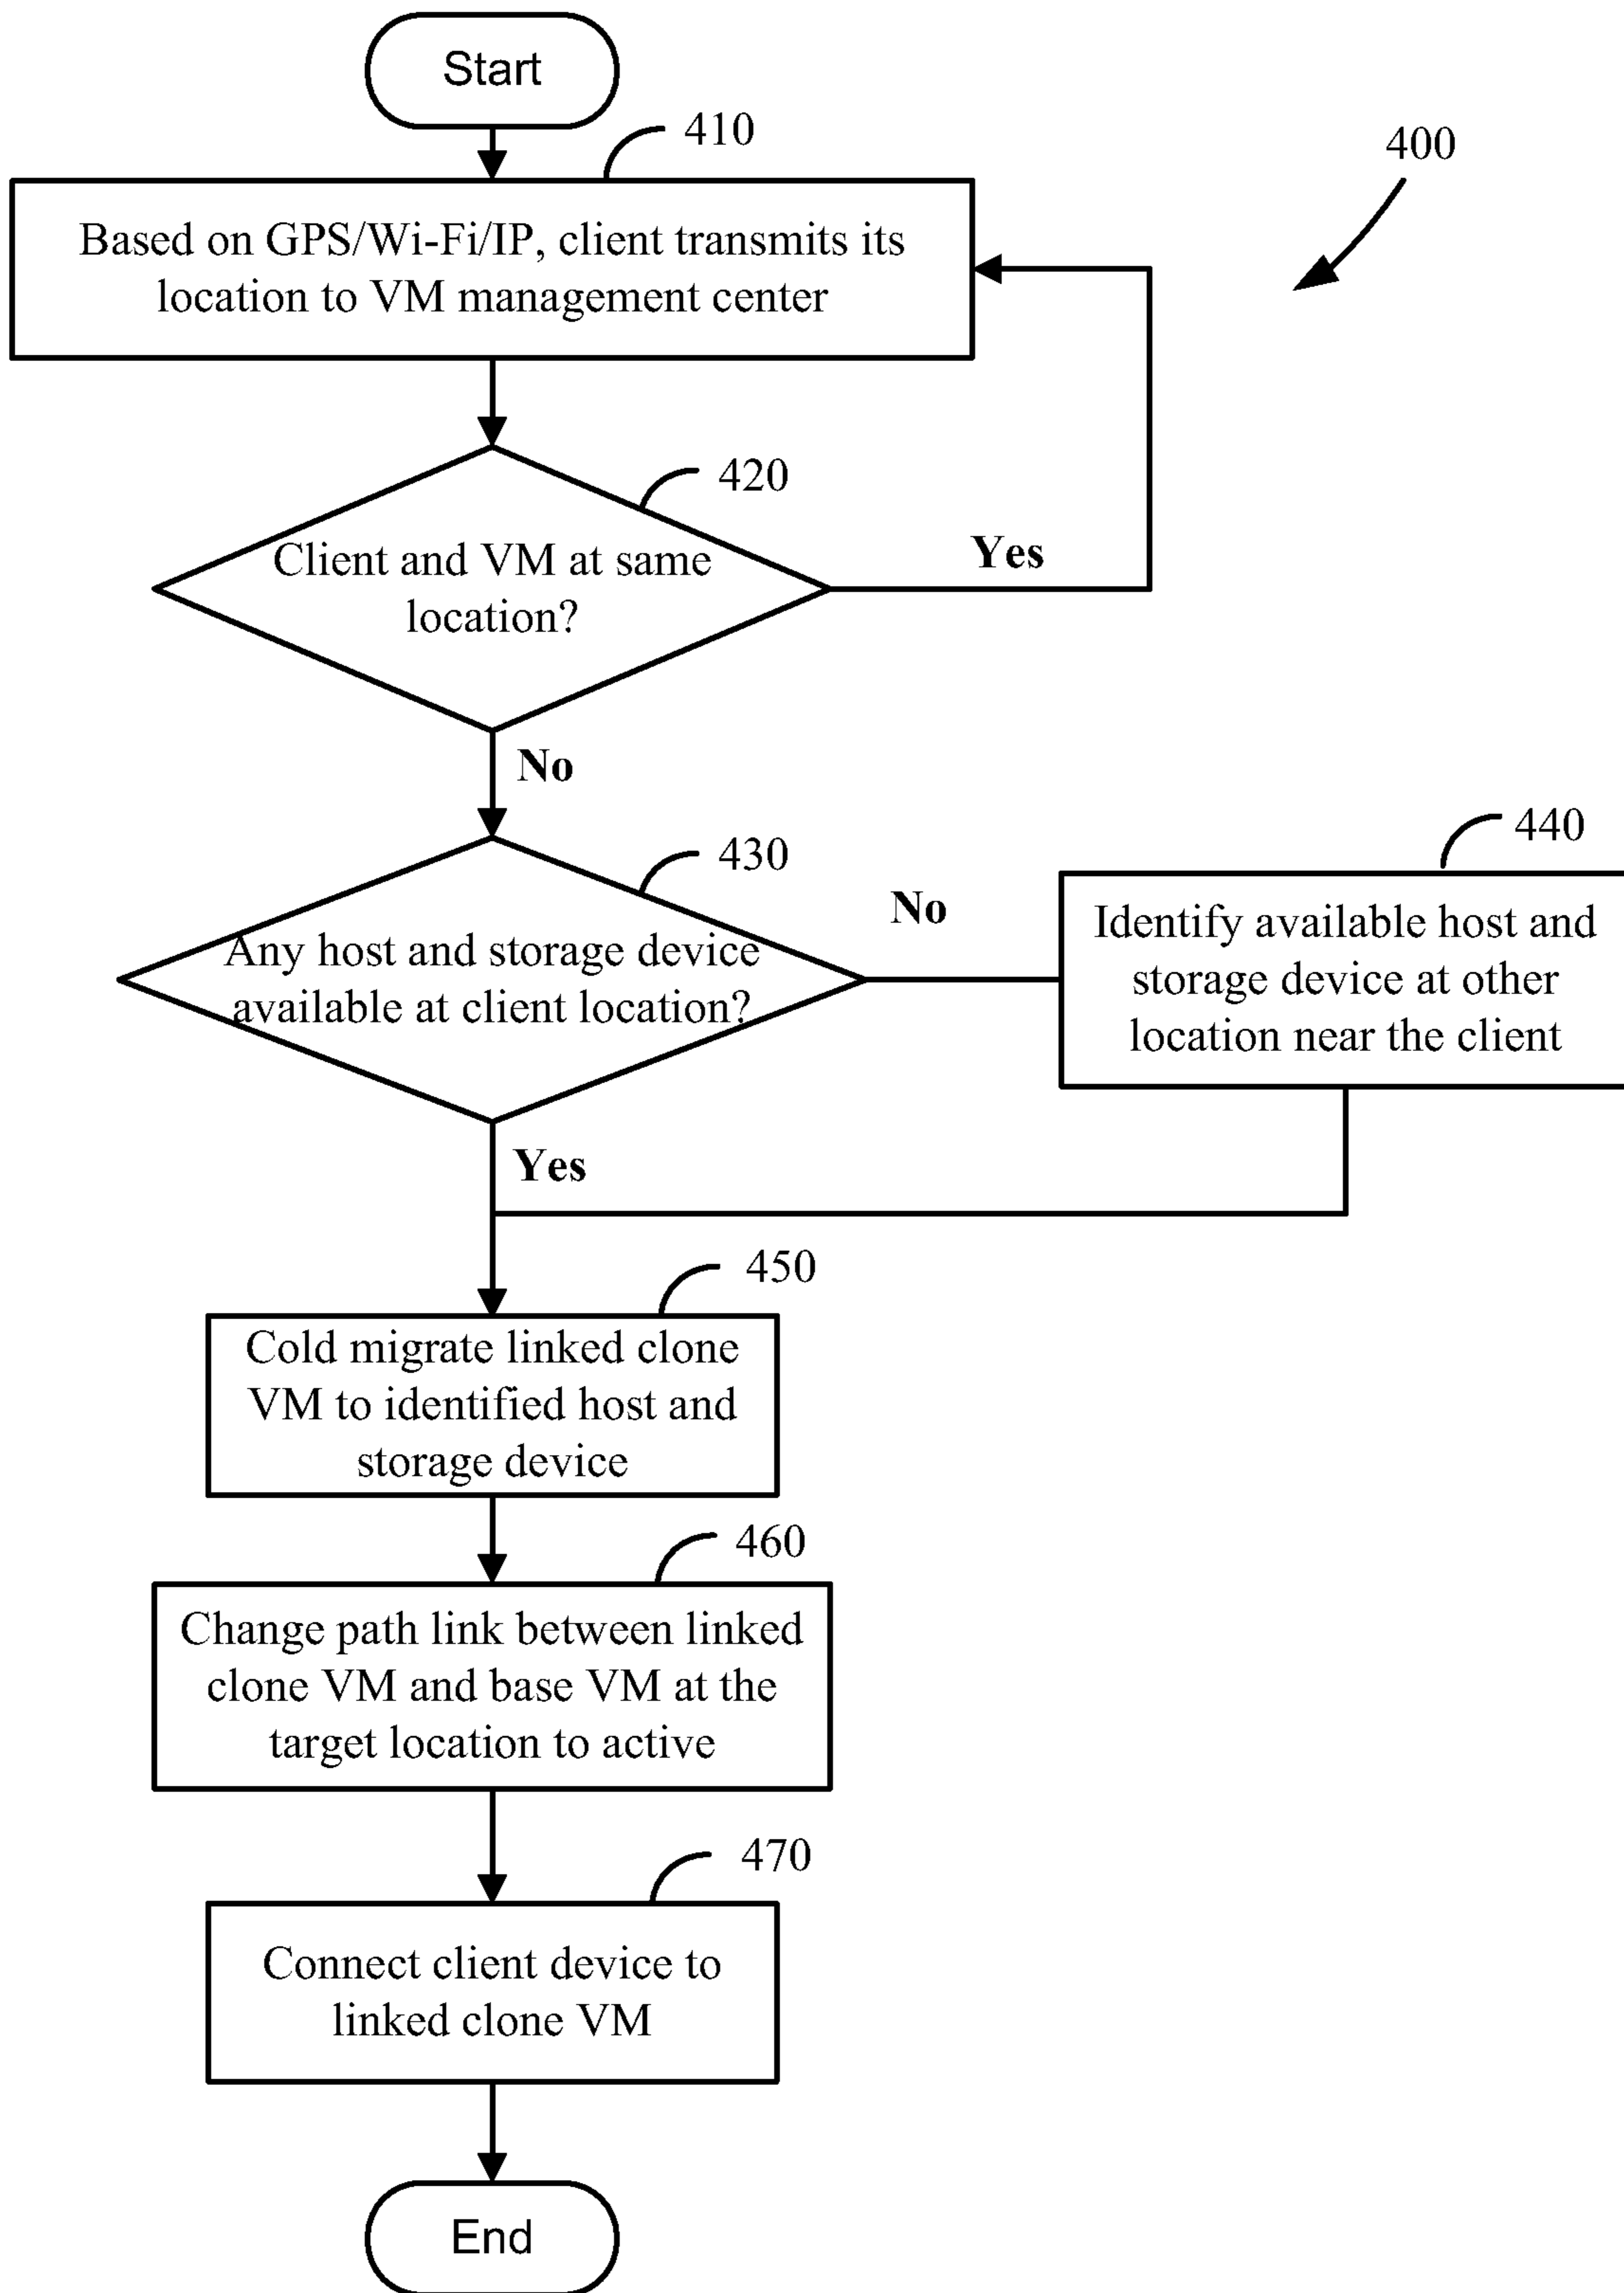 Start
410
400
Based on GPS/Wi-Fi/IP, client transmits its
location to VM management center
420
Client and VM at same
location?
Yes
No
430
440
Any host and storage device
available at client location?
No
Identify available host and
storage device at other
location near the client
Yes
450
Cold migrate linked clone
VM to identified host and
storage device
460
Change path link between linked
clone VM and base VM at the
target location to active
470
Connect client device to
linked clone VM
End